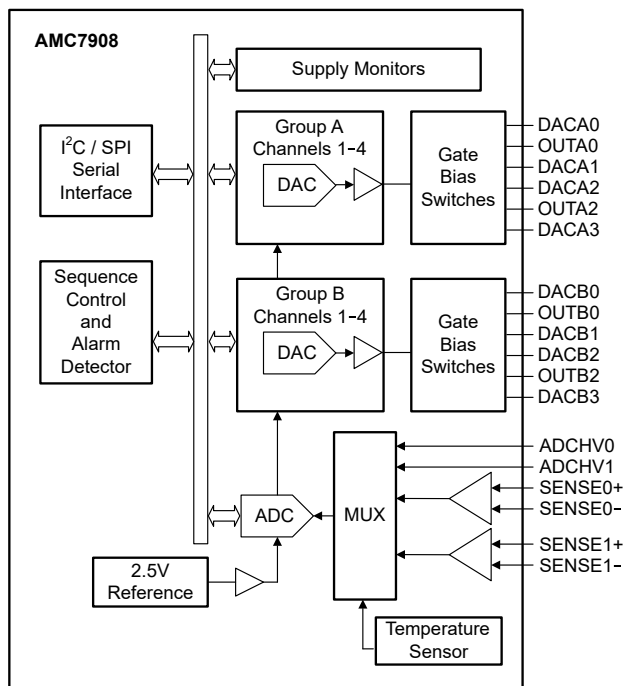 AMC7908
Supply Monitors
I²C / SPI
Serial
Interface
Group A
Channels 1-4
DAC
Gate
Bias
Switches
DACA0
OUTA0
DACA1
DACA2
OUTA2
DACA3
Sequence
Control
and
Alarm
Detector
Group B
Channels 1-4
DAC
Gate
Bias
Switches
DACB0
OUTB0
DACB1
DACB2
OUTB2
DACB3
ADC
MUX
ADCHV0
ADCHV1
SENSE0+
SENSE0−
SENSE1+
SENSE1−
2.5V
Reference
Temperature
Sensor